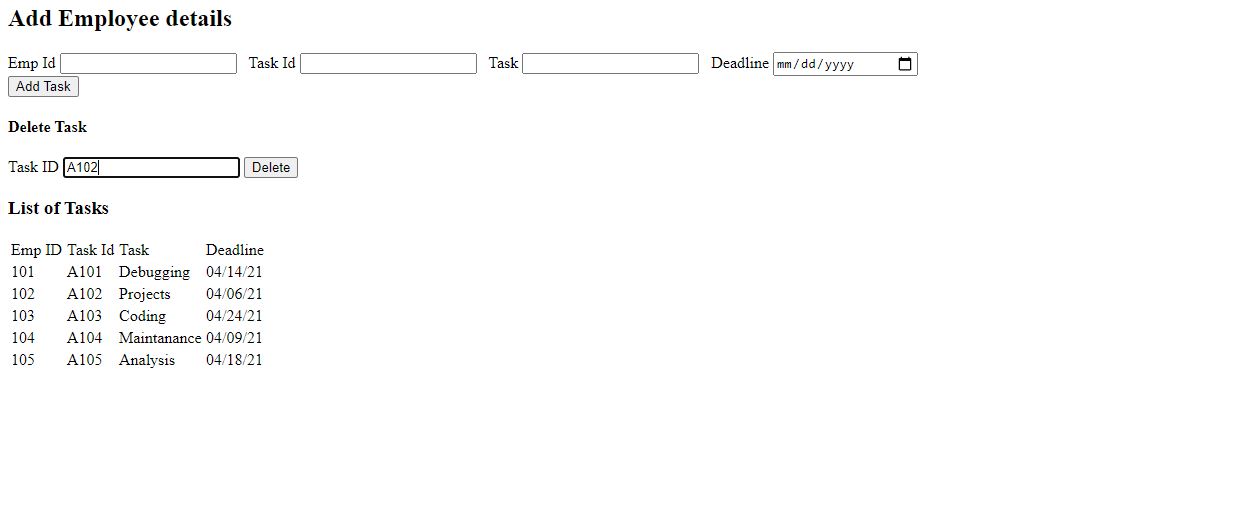 Add Employee details
Emp Id Task Id Task Deadline mm/dd/yyyy
Add Task
Delete Task
Task ID A102 Delete
List of Tasks
Emp ID Task Id Task Deadline
101 A101 Debugging 04/14/21
102 A102 Projects 04/06/21
103 A103 Coding 04/24/21
104 A104 Maintanance 04/09/21
105 A105 Analysis 04/18/21